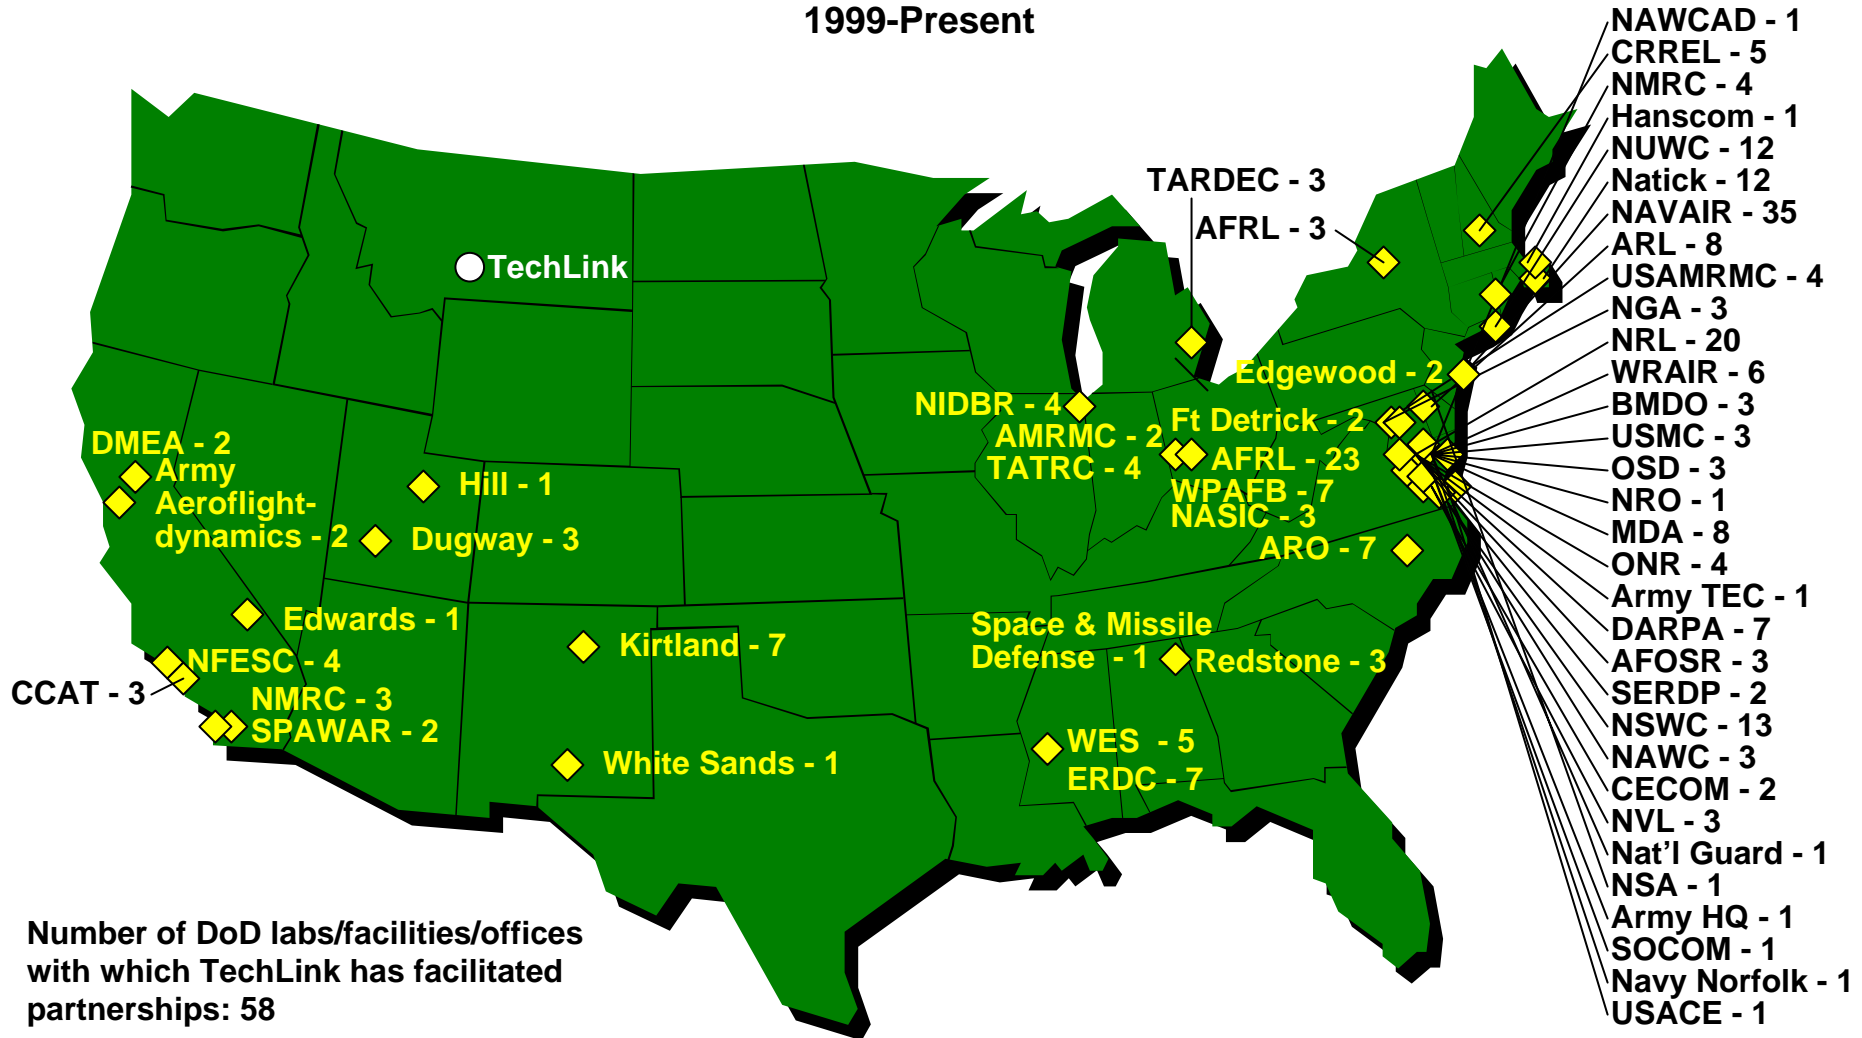 1999-Present
NAWCAD - 1
CRREL - 5
NMRC - 4
Hanscom - 1
NUWC - 12
Natick - 12
NAVAIR - 35
ARL - 8
USAMRMC - 4
NGA - 3
NRL - 20
WRAIR - 6
BMDO - 3
USMC - 3
OSD - 3
NRO - 1
MDA - 8
ONR - 4
Army TEC - 1
DARPA - 7
AFOSR - 3
SERDP - 2
NSWC - 13
NAWC - 3
CECOM - 2
NVL - 3
Nat’l Guard - 1
NSA - 1
Army HQ - 1
SOCOM - 1
Navy Norfolk - 1
USACE - 1
TARDEC - 3
AFRL - 3
TechLink
Edgewood - 2
NIDBR - 4
Ft Detrick - 2
AMRMC - 2
TATRC - 4
AFRL - 23
WPAFB - 7
NASIC - 3
ARO - 7
DMEA - 2
Army
Aeroflight-
dynamics - 2
Hill - 1
Dugway - 3
Edwards - 1
NFESC - 4
CCAT - 3
NMRC - 3
SPAWAR - 2
Kirtland - 7
White Sands - 1
Space & Missile
Defense - 1
Redstone - 3
WES - 5
ERDC - 7
Number of DoD labs/facilities/offices
with which TechLink has facilitated
partnerships: 58